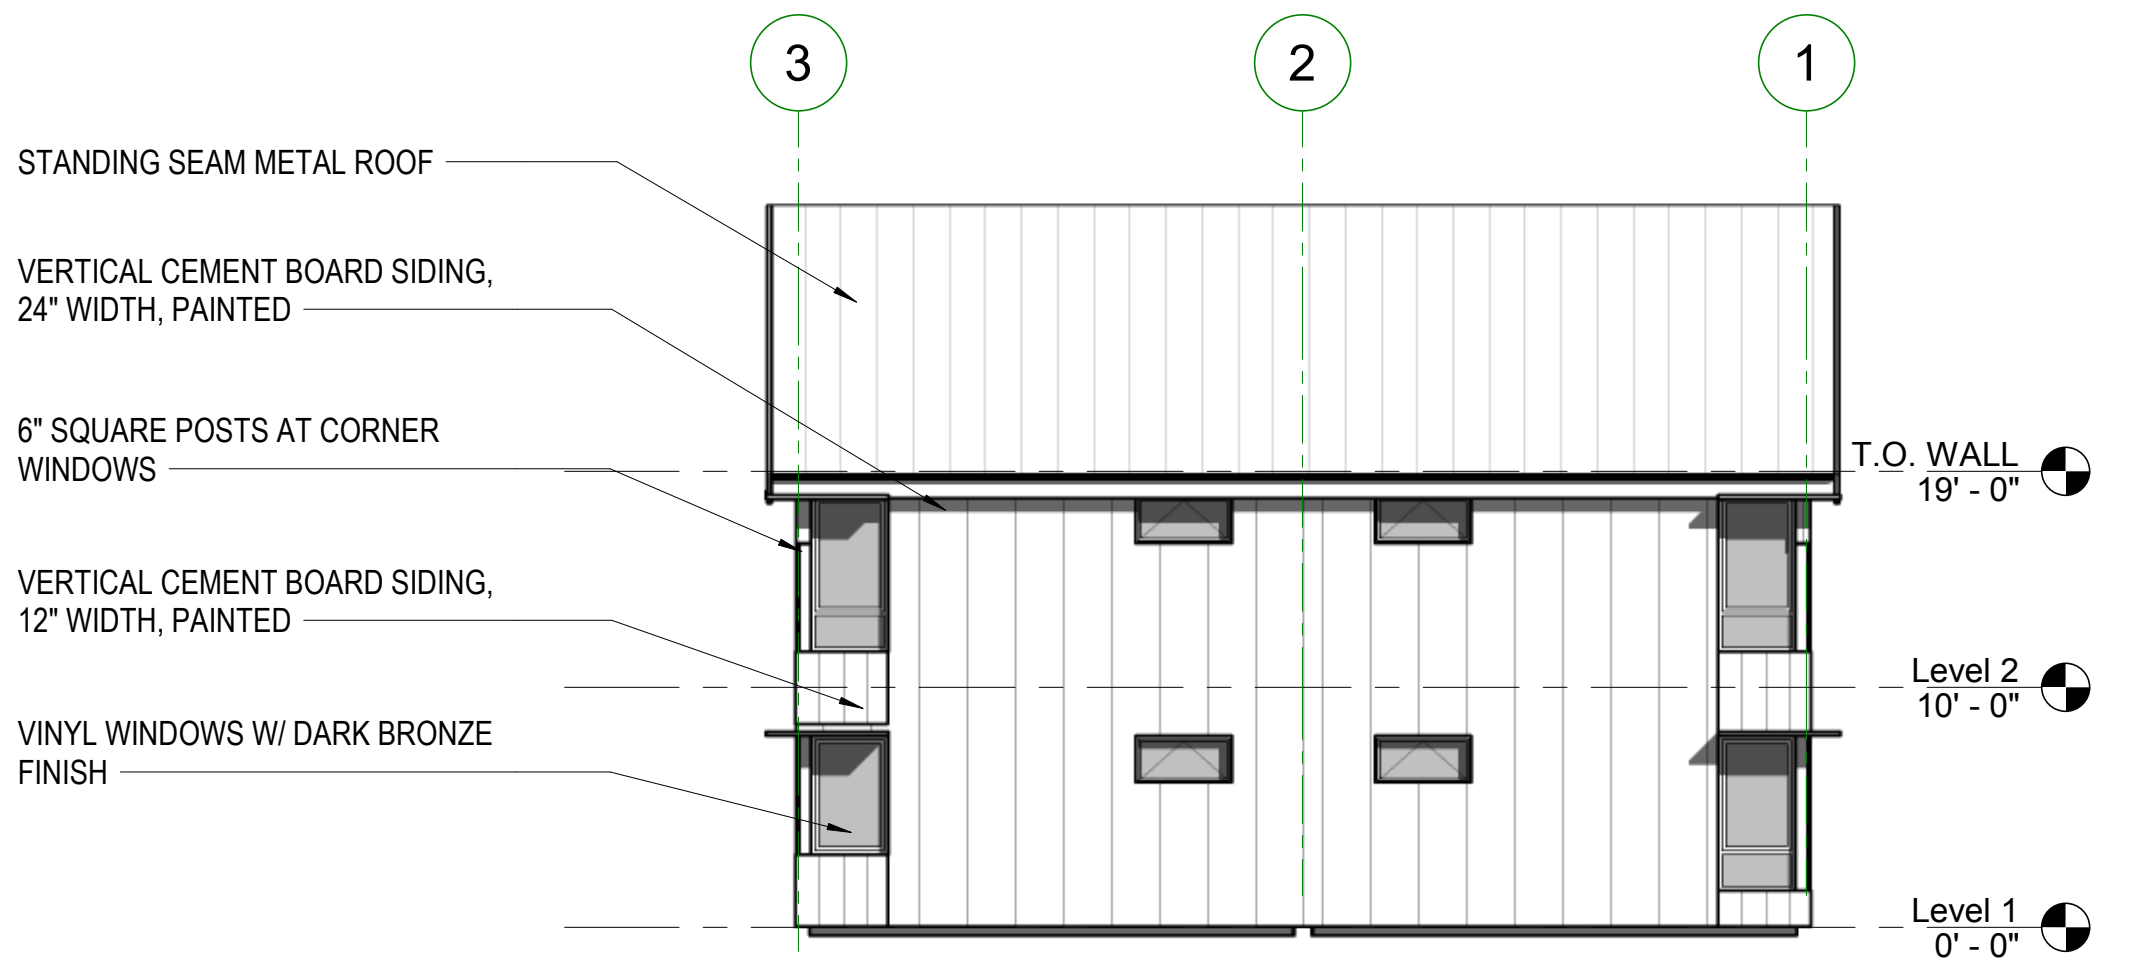 3
2
1
STANDING SEAM METAL ROOF
VERTICAL CEMENT BOARD SIDING,
24" WIDTH, PAINTED
6" SQUARE POSTS AT CORNER
WINDOWS
T.O. WALL
19' - 0"
VERTICAL CEMENT BOARD SIDING,
12" WIDTH, PAINTED
Level 2
10' - 0"
VINYL WINDOWS W/ DARK BRONZE
FINISH
Level 1
0' - 0"